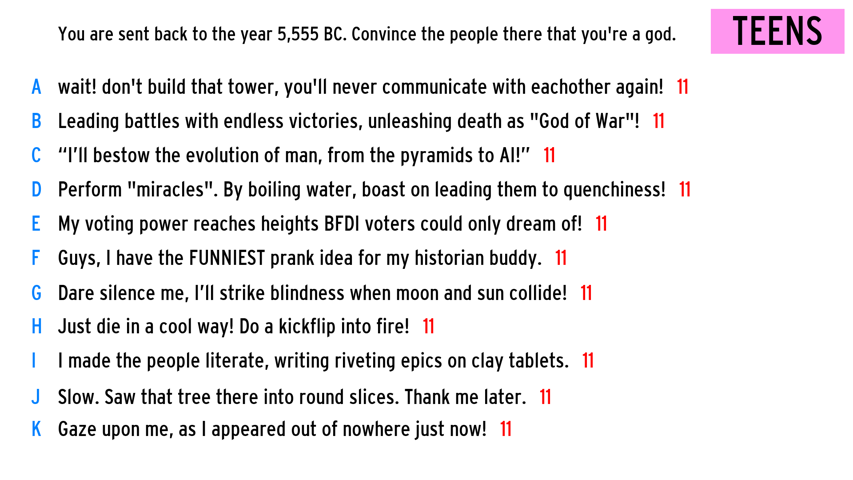 You are sent back to the year 5,555 BC. Convince the people there that you're a god.
TEENS
A wait! don't build that tower, you'll never communicate with eachother again! 11
B Leading battles with endless victories, unleashing death as "God of War"! 11
C “I’ll bestow the evolution of man, from the pyramids to AI!” 11
D Perform "miracles". By boiling water, boast on leading them to quenchiness! 11
E My voting power reaches heights BFDI voters could only dream of! 11
F Guys, I have the FUNNIEST prank idea for my historian buddy. 11
G Dare silence me, I’ll strike blindness when moon and sun collide! 11
H Just die in a cool way! Do a kickflip into fire! 11
I I made the people literate, writing riveting epics on clay tablets. 11
J Slow. Saw that tree there into round slices. Thank me later. 11
K Gaze upon me, as I appeared out of nowhere just now! 11